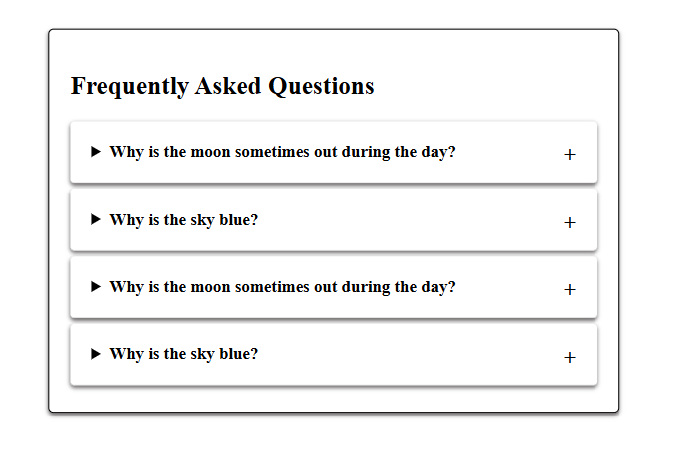 Frequently Asked Questions
Why is the moon sometimes out during the day? +
Why is the sky blue? +
Why is the moon sometimes out during the day? +
Why is the sky blue? +